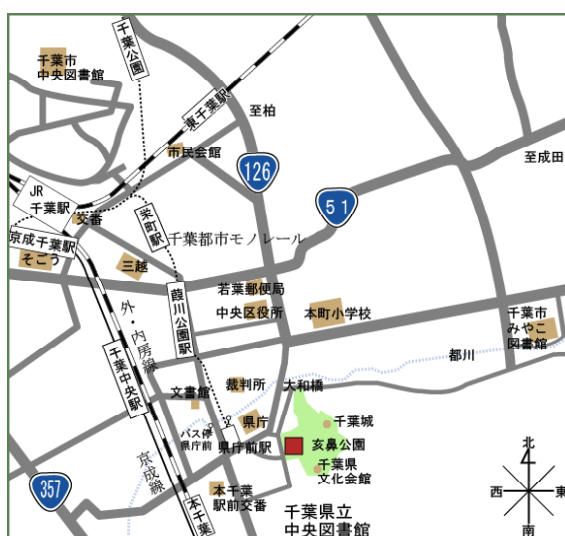 千葉市
中央図書館
千葉公園
東千葉駅
至柏
市民会館
126
至成田
51
JR
千葉駅
交番
京成千葉駅
そごう
栄町駅
千葉都市モノレール
三越
葭川公園駅
若葉郵便局
中央区役所
本町小学校
千葉市
みやこ
図書館
外・内房線
千葉中央駅
都川
裁判所
大和橋
文書館
県庁
千葉城
バス停
県庁前
県庁前駅
亥鼻公園
千葉県
文化会館
京成線
357
本千葉
駅前交番
本千葉
千葉県立
中央図書館
北
西
東
南